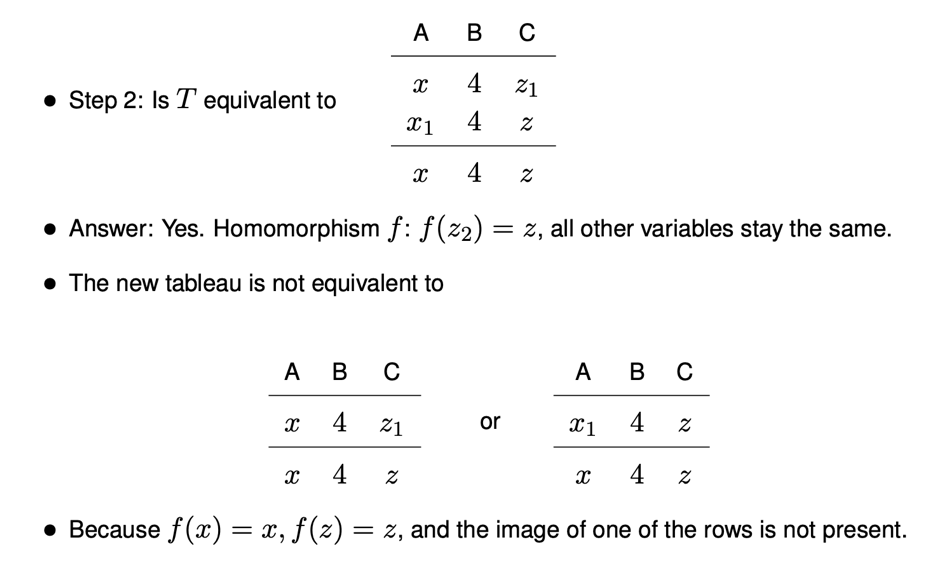 A B C
x 4 z₁
• Step 2: Is T equivalent to
x₁ 4 z
x 4 z
• Answer: Yes. Homomorphism f: f(z₂) = z, all other variables stay the same.
• The new tableau is not equivalent to
A B C A B C
x 4 z₁ or x₁ 4 z
x 4 z x 4 z
• Because f(x) = x, f(z) = z, and the image of one of the rows is not present.